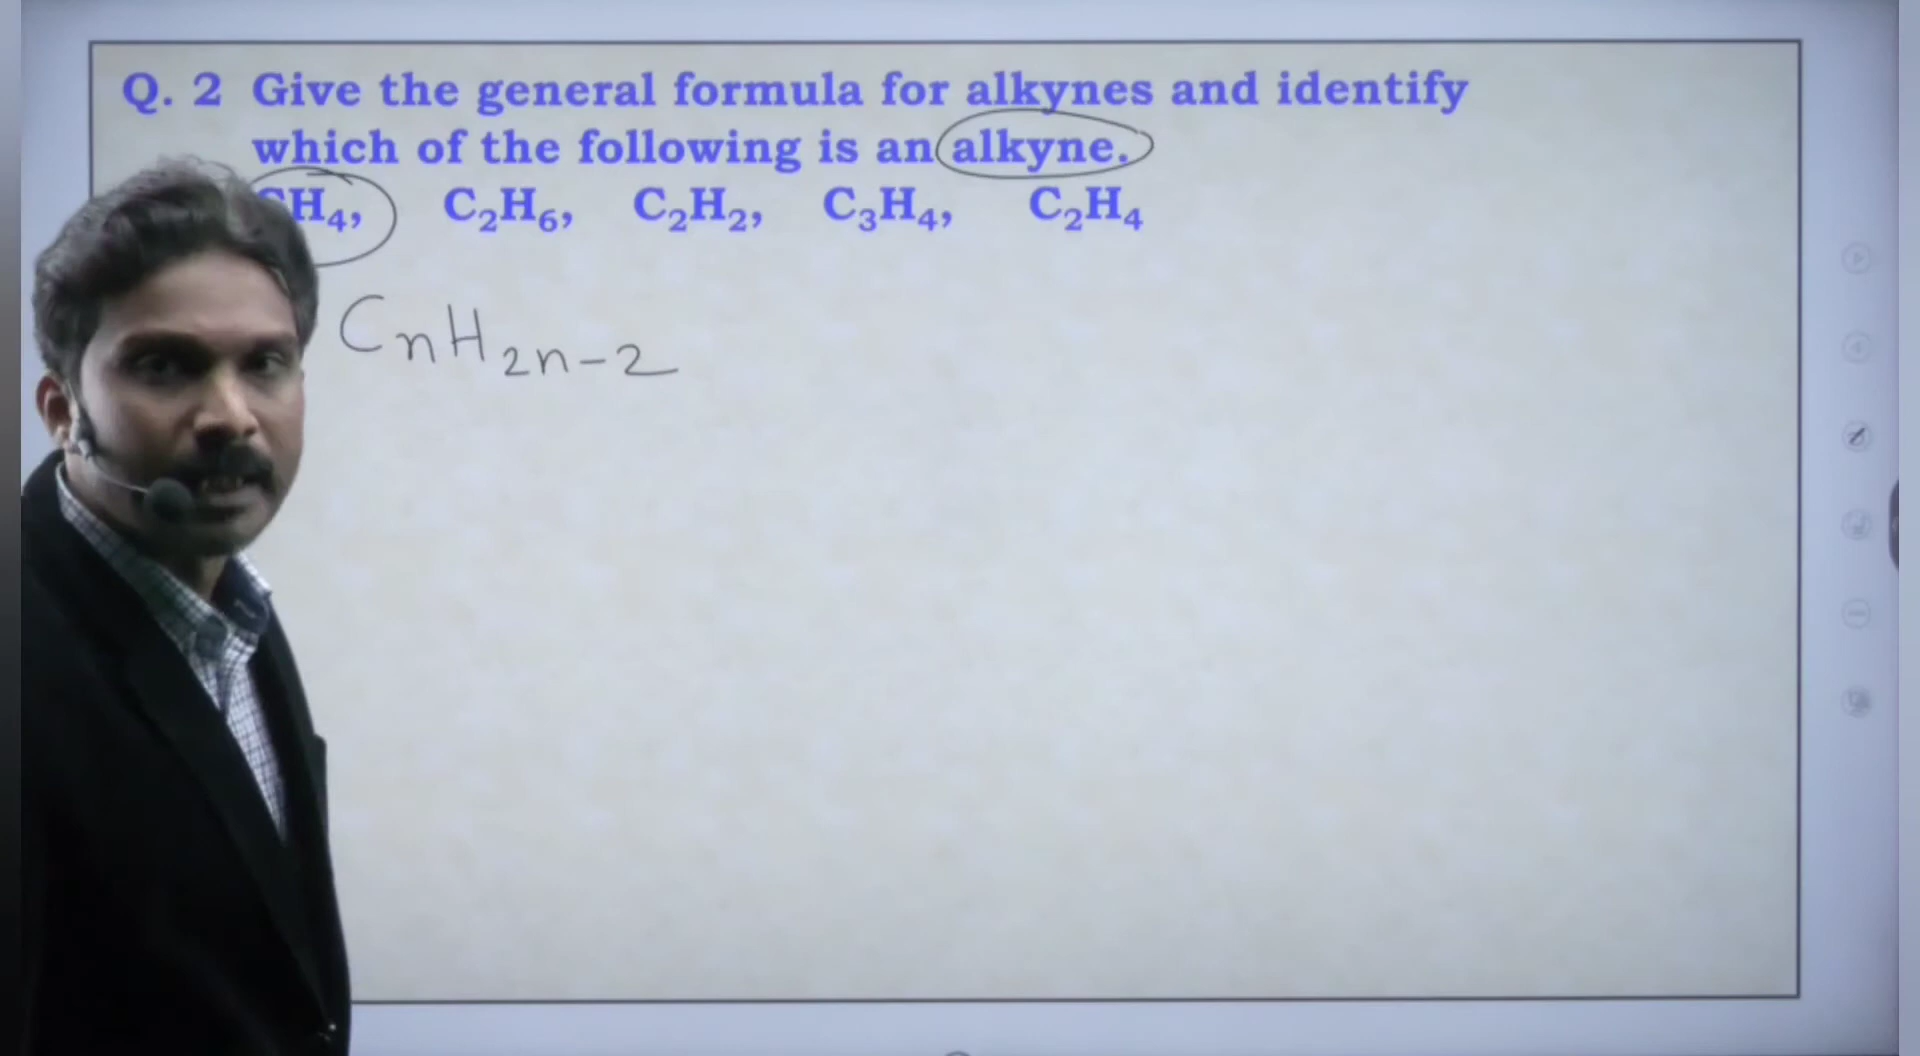 Q. 2 Give the general formula for alkynes and identify
which of the following is an alkyne.
CH₄, C₂H₆, C₂H₂, C₃H₄, C₂H₄
CnH₂n₋₂